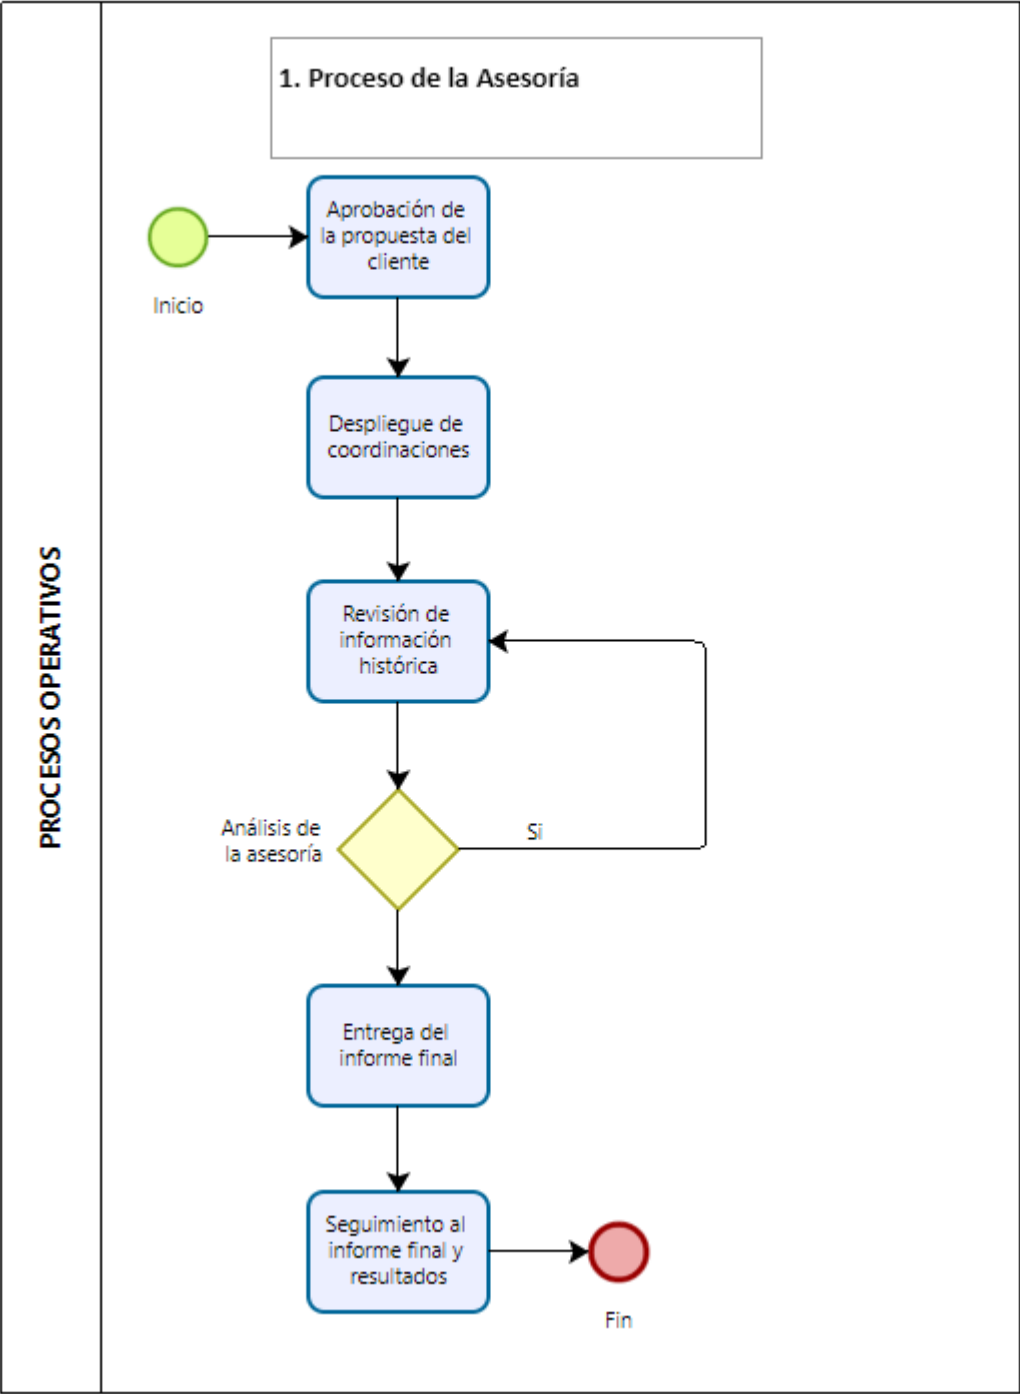 1. Proceso de la Asesoría
Aprobación de
la propuesta del
cliente
Inicio
Despliegue de
coordinaciones
PROCESOS OPERATIVOS
Revisión de
información
histórica
Análisis de
la asesoría
Si
Entrega del
informe final
Seguimiento al
informe final y
resultados
Fin